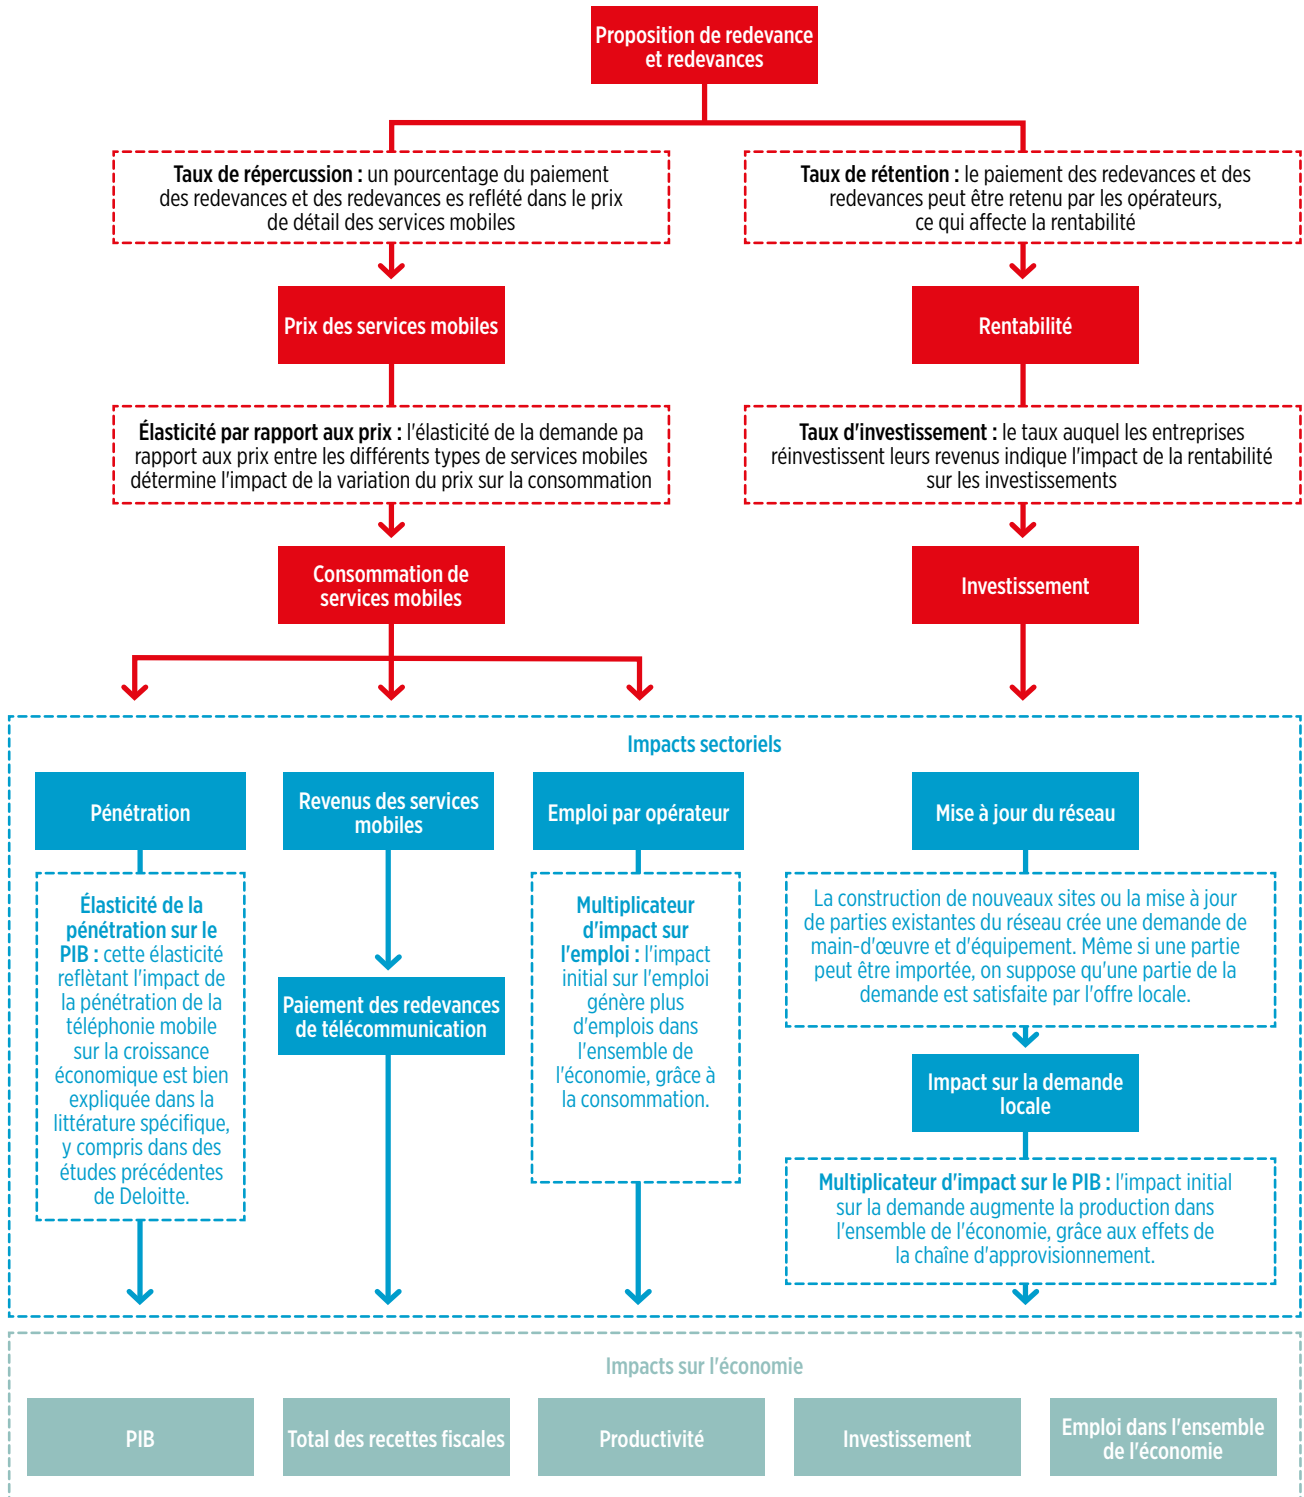 Proposition de redevance
et redevances
Taux de répercussion : un pourcentage du paiement
des redevances et des redevances es reflété dans le prix
de détail des services mobiles
Taux de rétention : le paiement des redevances et des
redevances peut être retenu par les opérateurs,
ce qui affecte la rentabilité
Prix des services mobiles
Rentabilité
Élasticité par rapport aux prix : l'élasticité de la demande pa
rapport aux prix entre les différents types de services mobiles
détermine l'impact de la variation du prix sur la consommation
Taux d'investissement : le taux auquel les entreprises
réinvestissent leurs revenus indique l'impact de la rentabilité
sur les investissements
Consommation de
services mobiles
Investissement
Impacts sectoriels
Pénétration
Revenus des services
mobiles
Emploi par opérateur
Mise à jour du réseau
Élasticité de la
pénétration sur le
PIB : cette élasticité
reflètant l'impact de
la pénétration de la
téléphonie mobile
sur la croissance
économique est bien
expliquée dans la
littérature spécifique,
y compris dans des
études précédentes
de Deloitte.
Paiement des redevances
de télécommunication
Multiplicateur
d'impact sur
l'emploi : l'impact
initial sur l'emploi
génère plus
d'emplois dans
l'ensemble de
l'économie, grâce à
la consommation.
La construction de nouveaux sites ou la mise à jour
de parties existantes du réseau crée une demande de
main-d'œuvre et d'équipement. Même si une partie
peut être importée, on suppose qu'une partie de la
demande est satisfaite par l'offre locale.
Impact sur la demande
locale
Multiplicateur d'impact sur le PIB : l'impact initial
sur la demande augmente la production dans
l'ensemble de l'économie, grâce aux effets de
la chaîne d'approvisionnement.
Impacts sur l'économie
PIB
Total des recettes fiscales
Productivité
Investissement
Emploi dans l'ensemble
de l'économie